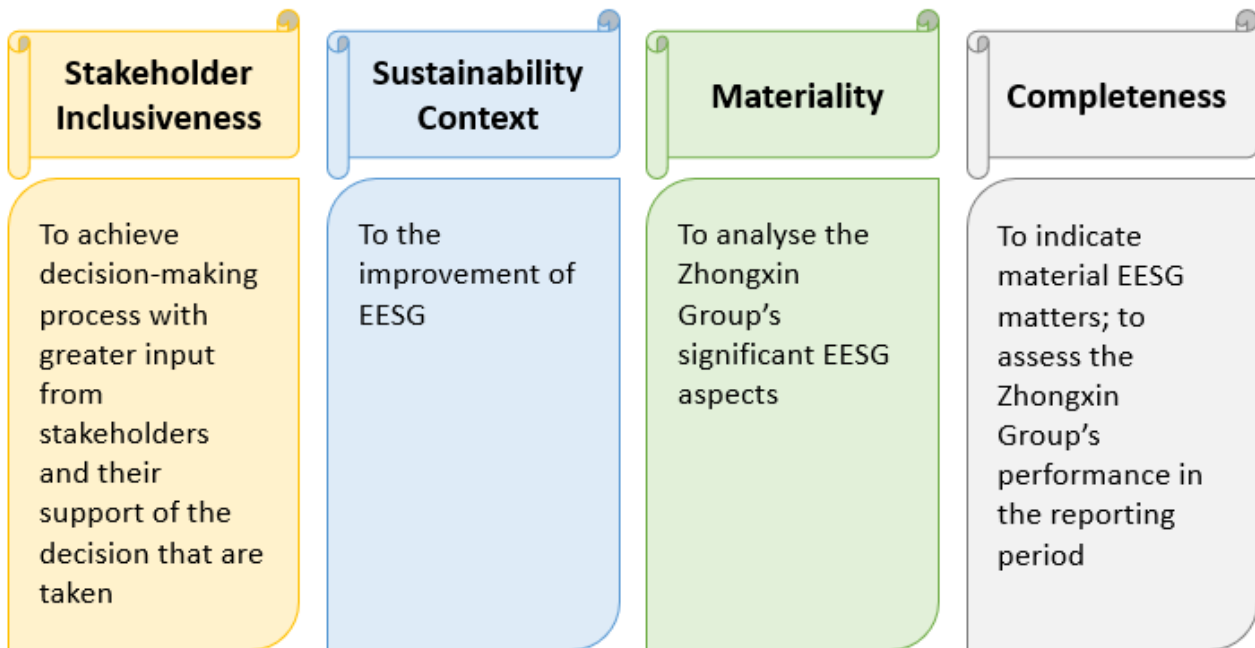 Stakeholder
Inclusiveness
To achieve
decision-making
process with
greater input
from
stakeholders
and their
support of the
decision that are
taken
Sustainability
Context
To the
improvement of
EESG
Materiality
To analyse the
Zhongxin
Group's
significant EESG
aspects
Completeness
To indicate
material EESG
matters; to
assess the
Zhongxin
Group's
performance in
the reporting
period